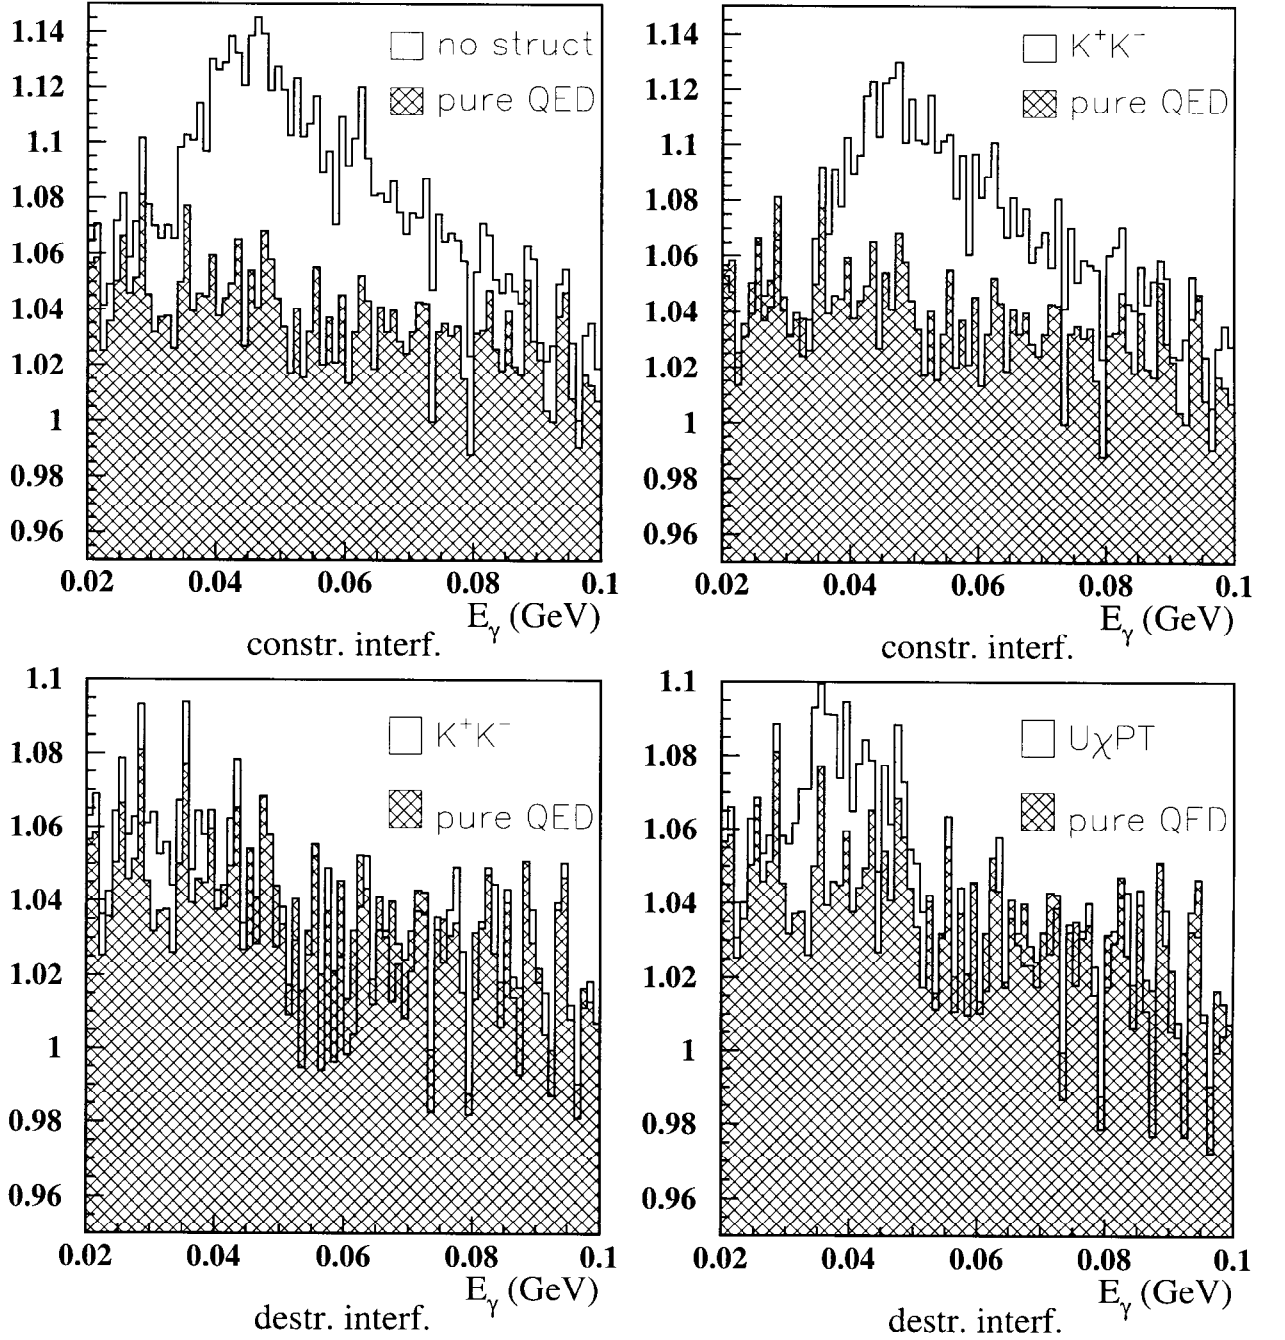 1.14
1.12
1.1
1.08
1.06
1.04
1.02
1
0.98
0.96
no struct
pure QED
0.02 0.04 0.06 0.08 0.1
E_γ (GeV)
constr. interf.
1.14
1.12
1.1
1.08
1.06
1.04
1.02
1
0.98
0.96
K⁺K⁻
pure QED
0.02 0.04 0.06 0.08 0.1
E_γ (GeV)
constr. interf.
1.1
1.08
1.06
1.04
1.02
1
0.98
0.96
K⁺K⁻
pure QED
0.02 0.04 0.06 0.08 0.1
E_γ (GeV)
destr. interf.
1.1
1.08
1.06
1.04
1.02
1
0.98
0.96
UχPT
pure QFD
0.02 0.04 0.06 0.08 0.1
E_γ (GeV)
destr. interf.